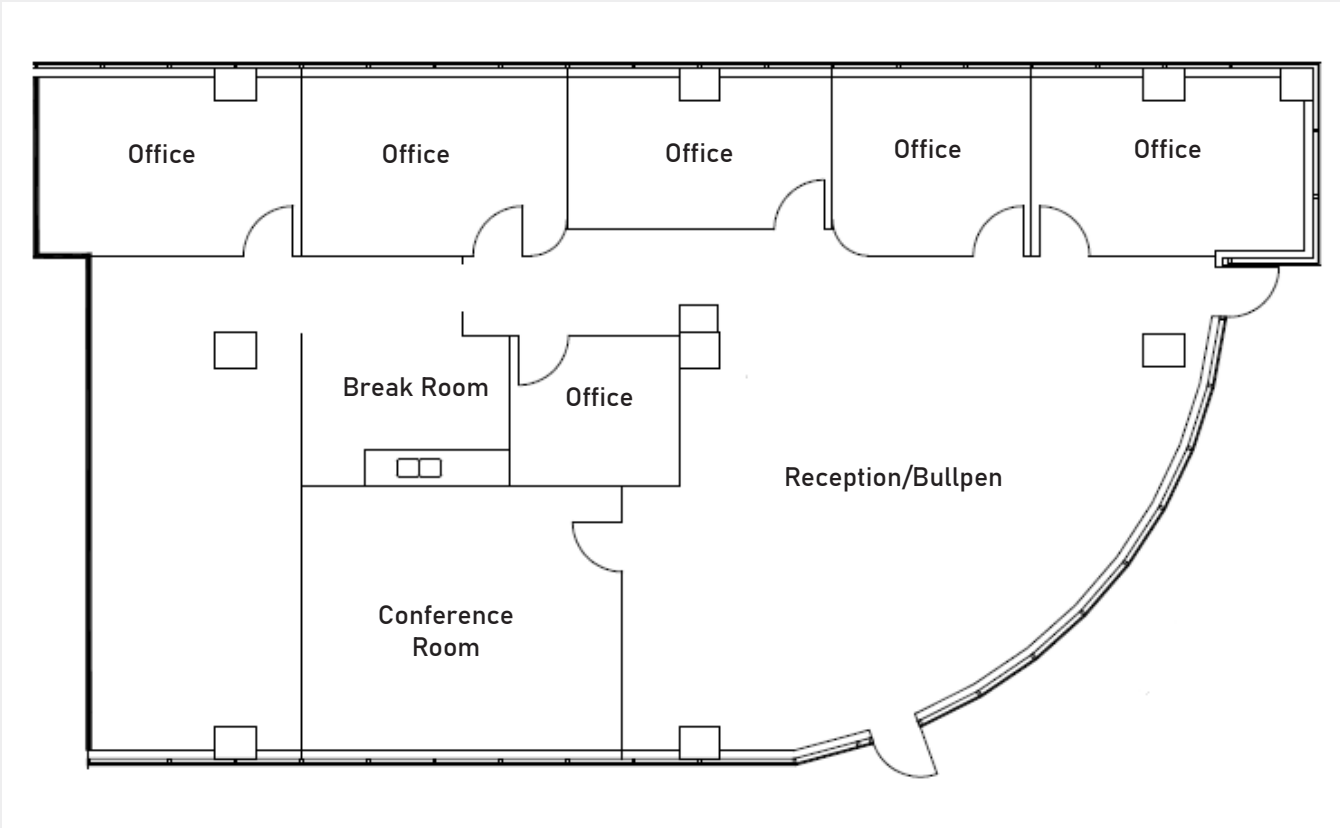 Office
Office
Office
Office
Office
Break Room
Office
Reception/Bullpen
Conference
Room